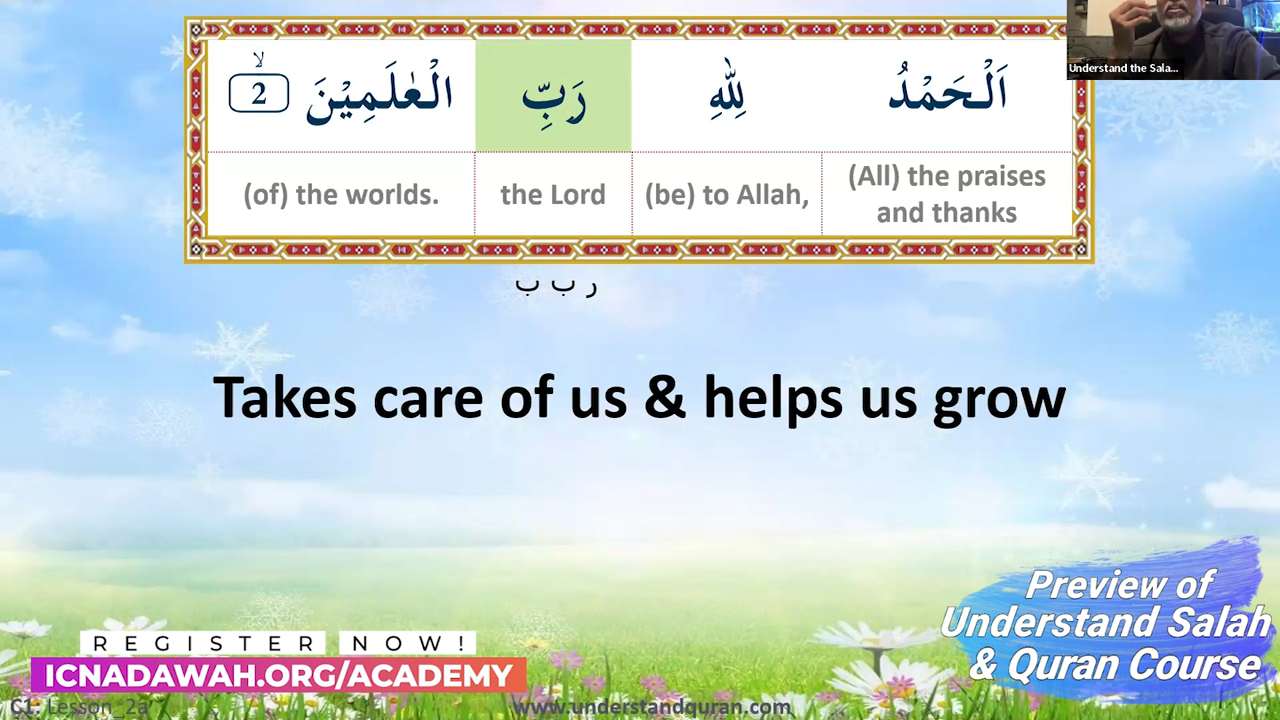 اَلْحَمْدُ لِلّٰهِ رَبِّ الْعٰلَمِيْنَ ۙ 2
(All) the praises and thanks
(be) to Allah,
the Lord
(of) the worlds.
Understand the Sala...
ر ب ب
Takes care of us & helps us grow
Preview of
Understand Salah
& Quran Course
REGISTER NOW!
ICNADAWAH.ORG/ACADEMY
C1: Lesson_2a
www.understandquran.com